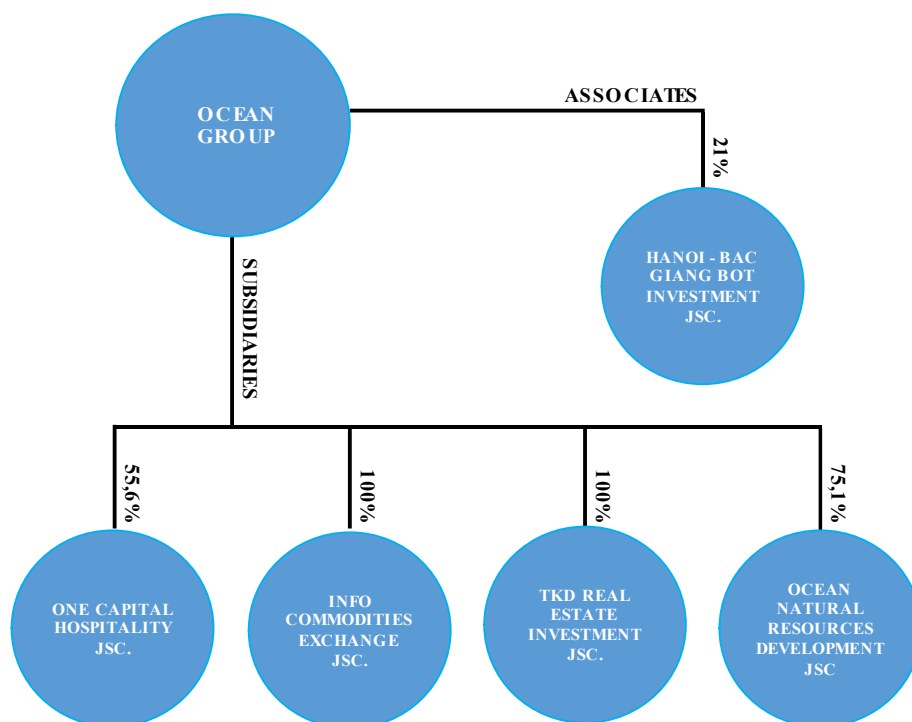 OCEAN
GROUP
ASSOCIATES
21%
HANOI - BAC
GIANG BOT
INVESTMENT
JSC.
SUBSIDIARIES
55,6%
100%
100%
75,1%
ONE CAPITAL
HOSPITALITY
JSC.
INFO
COMMODITIES
EXCHANGE
JSC.
TKD REAL
ESTATE
INVESTMENT
JSC.
OCEAN
NATURAL
RESOURCES
DEVELOPMENT
JSC